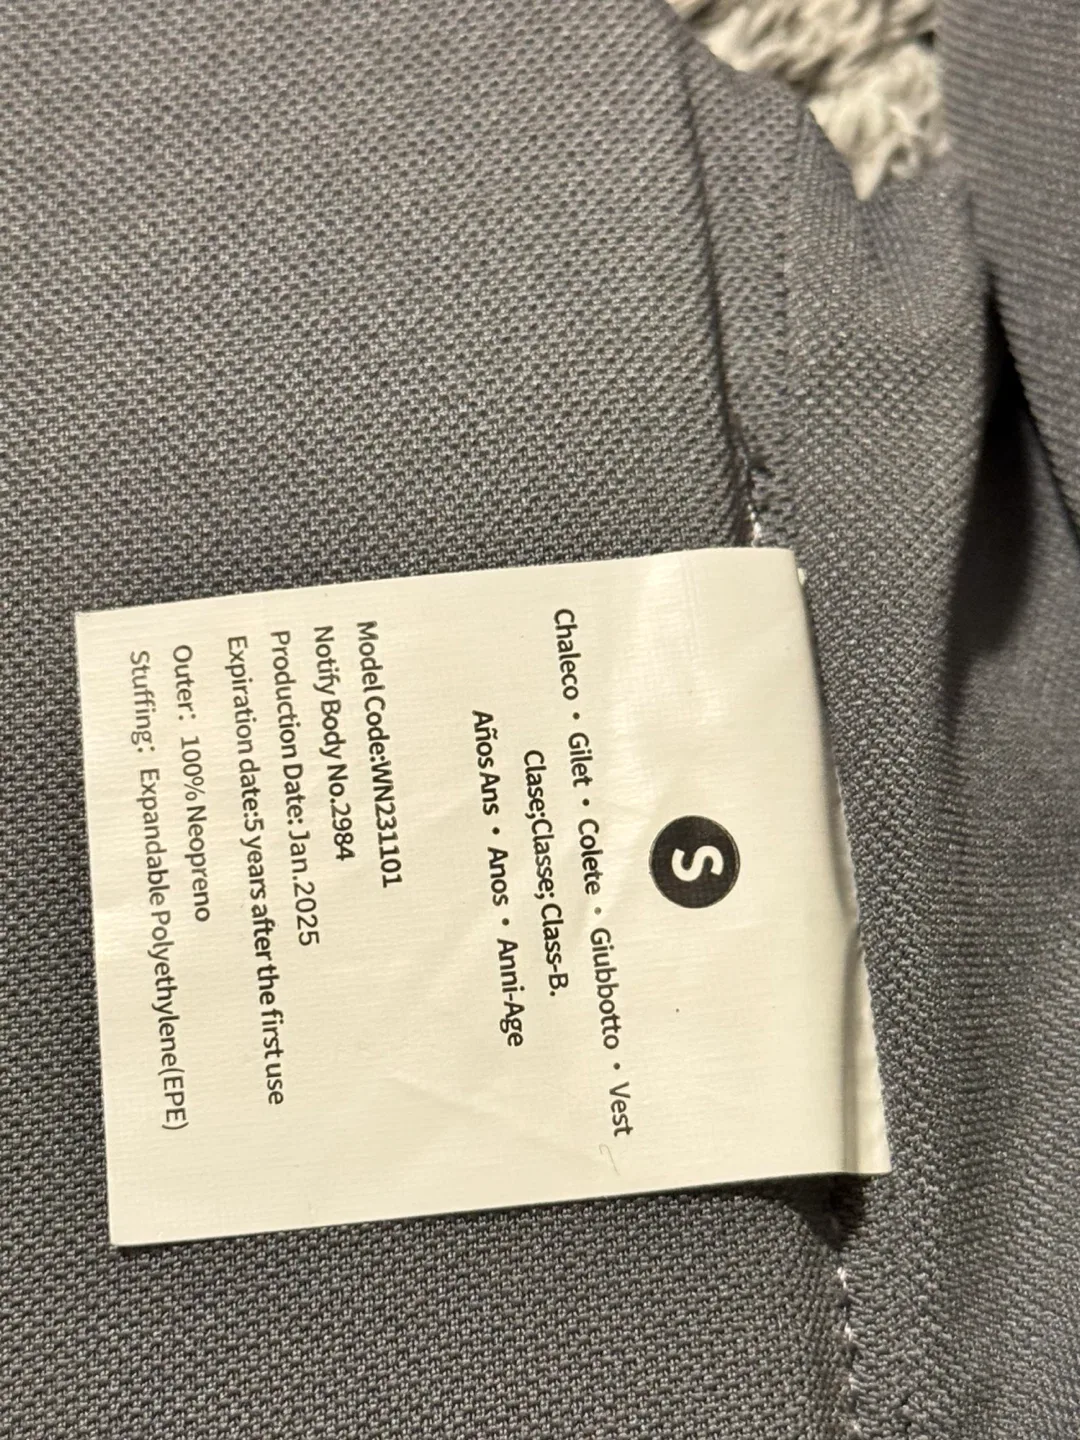 S
Chaleco • Gilet • Colete • Giubbotto • Vest
Clase;Classe; Class-B.
Años Ans • Anos • Anni-Age
Model Code:WN231101
Notify Body No.2984
Production Date: Jan.2025
Expiration date:5 years after the first use
Outer: 100% Neopreno
Stuffing: Expandable Polyethylene(EPE)